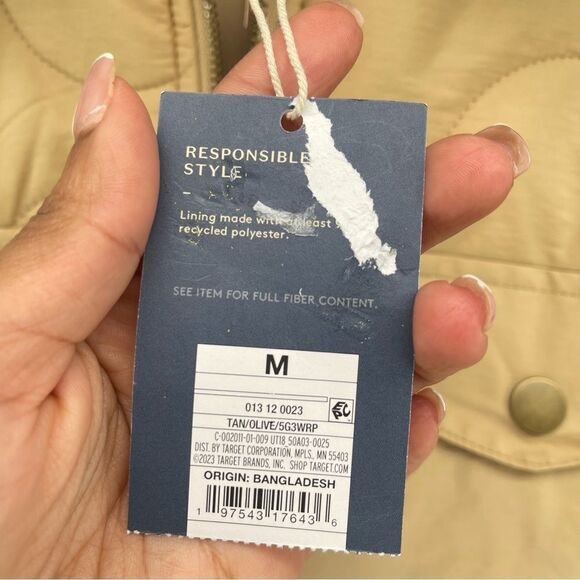 RESPONSIBLE
STYLE
–
Lining made with at least
recycled polyester.
SEE ITEM FOR FULL FIBER CONTENT.
M
013 12 0023
TAN/OLIVE/5G3WRP
C-002011-01-009 UT18 50A03-0025
DIST. BY TARGET CORPORATION, MPLS., MN 55403
©2023 TARGET BRANDS, INC. SHOP TARGET.COM
ORIGIN: BANGLADESH
1 97543 17643 6